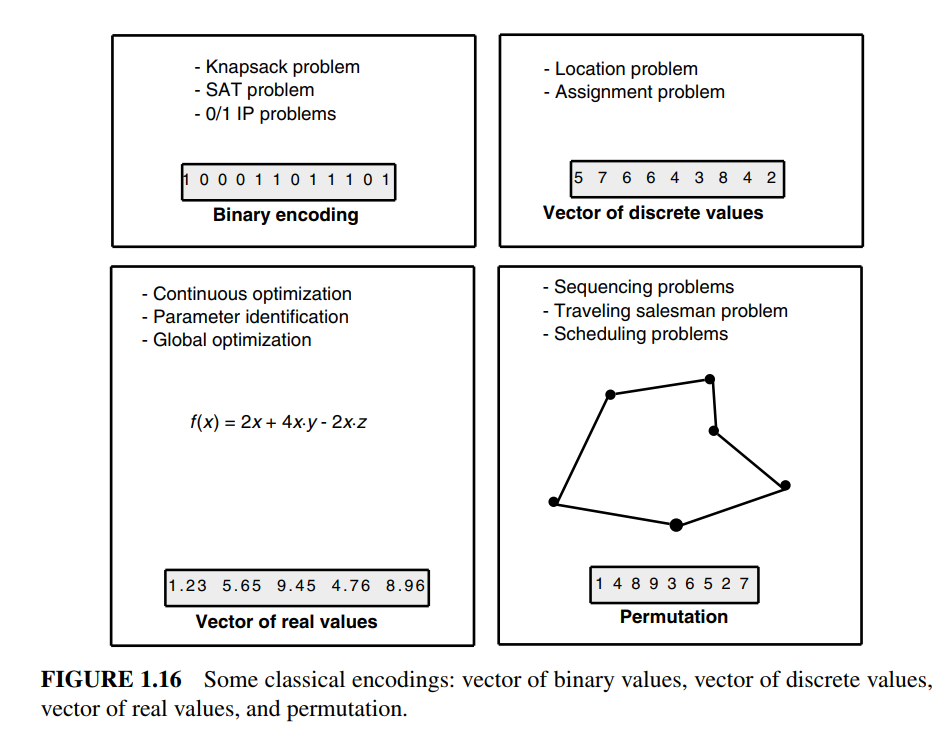 - Knapsack problem
- SAT problem
- 0/1 IP problems
1 0 0 0 1 1 0 1 1 1 0 1
Binary encoding
- Location problem
- Assignment problem
5 7 6 6 4 3 8 4 2
Vector of discrete values
- Continuous optimization
- Parameter identification
- Global optimization
f(x) = 2x + 4x·y - 2x·z
1.23 5.65 9.45 4.76 8.96
Vector of real values
- Sequencing problems
- Traveling salesman problem
- Scheduling problems
1 4 8 9 3 6 5 2 7
Permutation
FIGURE 1.16 Some classical encodings: vector of binary values, vector of discrete values,
vector of real values, and permutation.